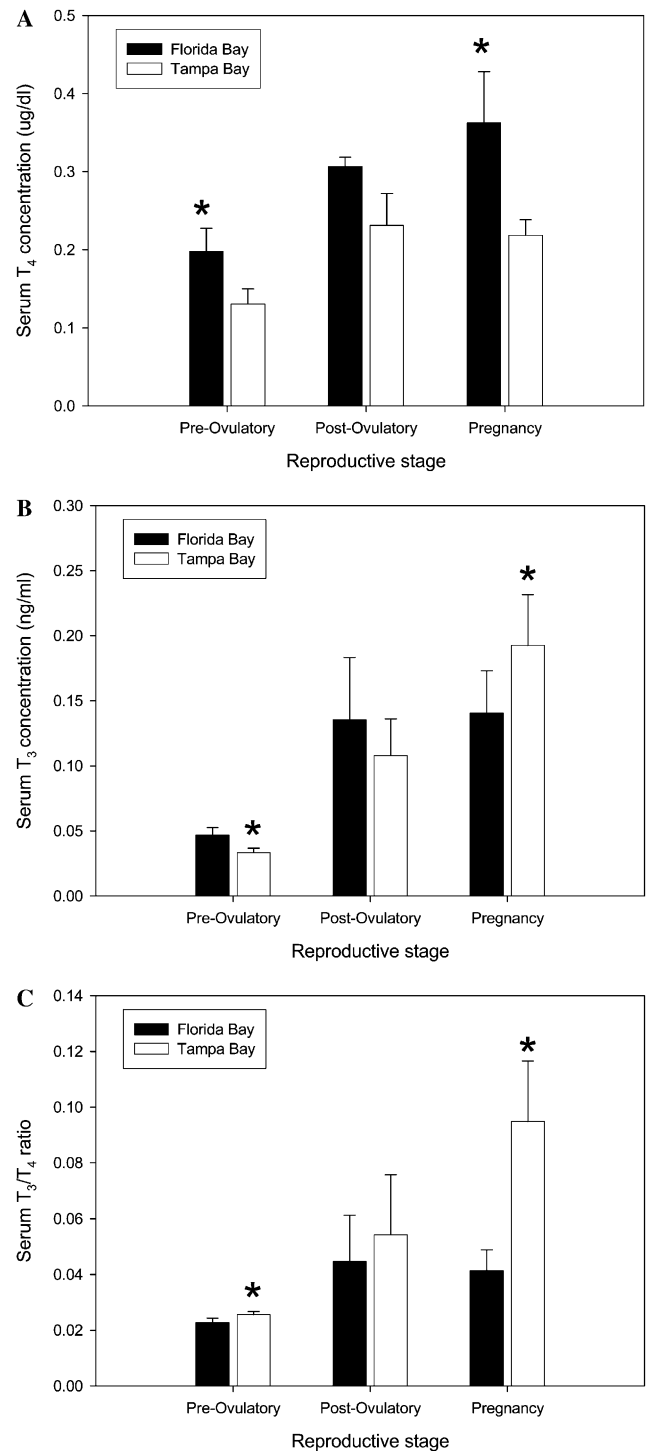 A
Serum T4 concentration (ug/dl)
0.5
0.4
0.3
0.2
0.1
0.0
Florida Bay
Tampa Bay
*
*
Pre-Ovulatory Post-Ovulatory Pregnancy
Reproductive stage
B
Serum T3 concentration (ng/ml)
0.30
0.25
0.20
0.15
0.10
0.05
0.00
Florida Bay
Tampa Bay
*
*
Pre-Ovulatory Post-Ovulatory Pregnancy
Reproductive stage
C
Serum T3/T4 ratio
0.14
0.12
0.10
0.08
0.06
0.04
0.02
0.00
Florida Bay
Tampa Bay
*
*
Pre-Ovulatory Post-Ovulatory Pregnancy
Reproductive stage